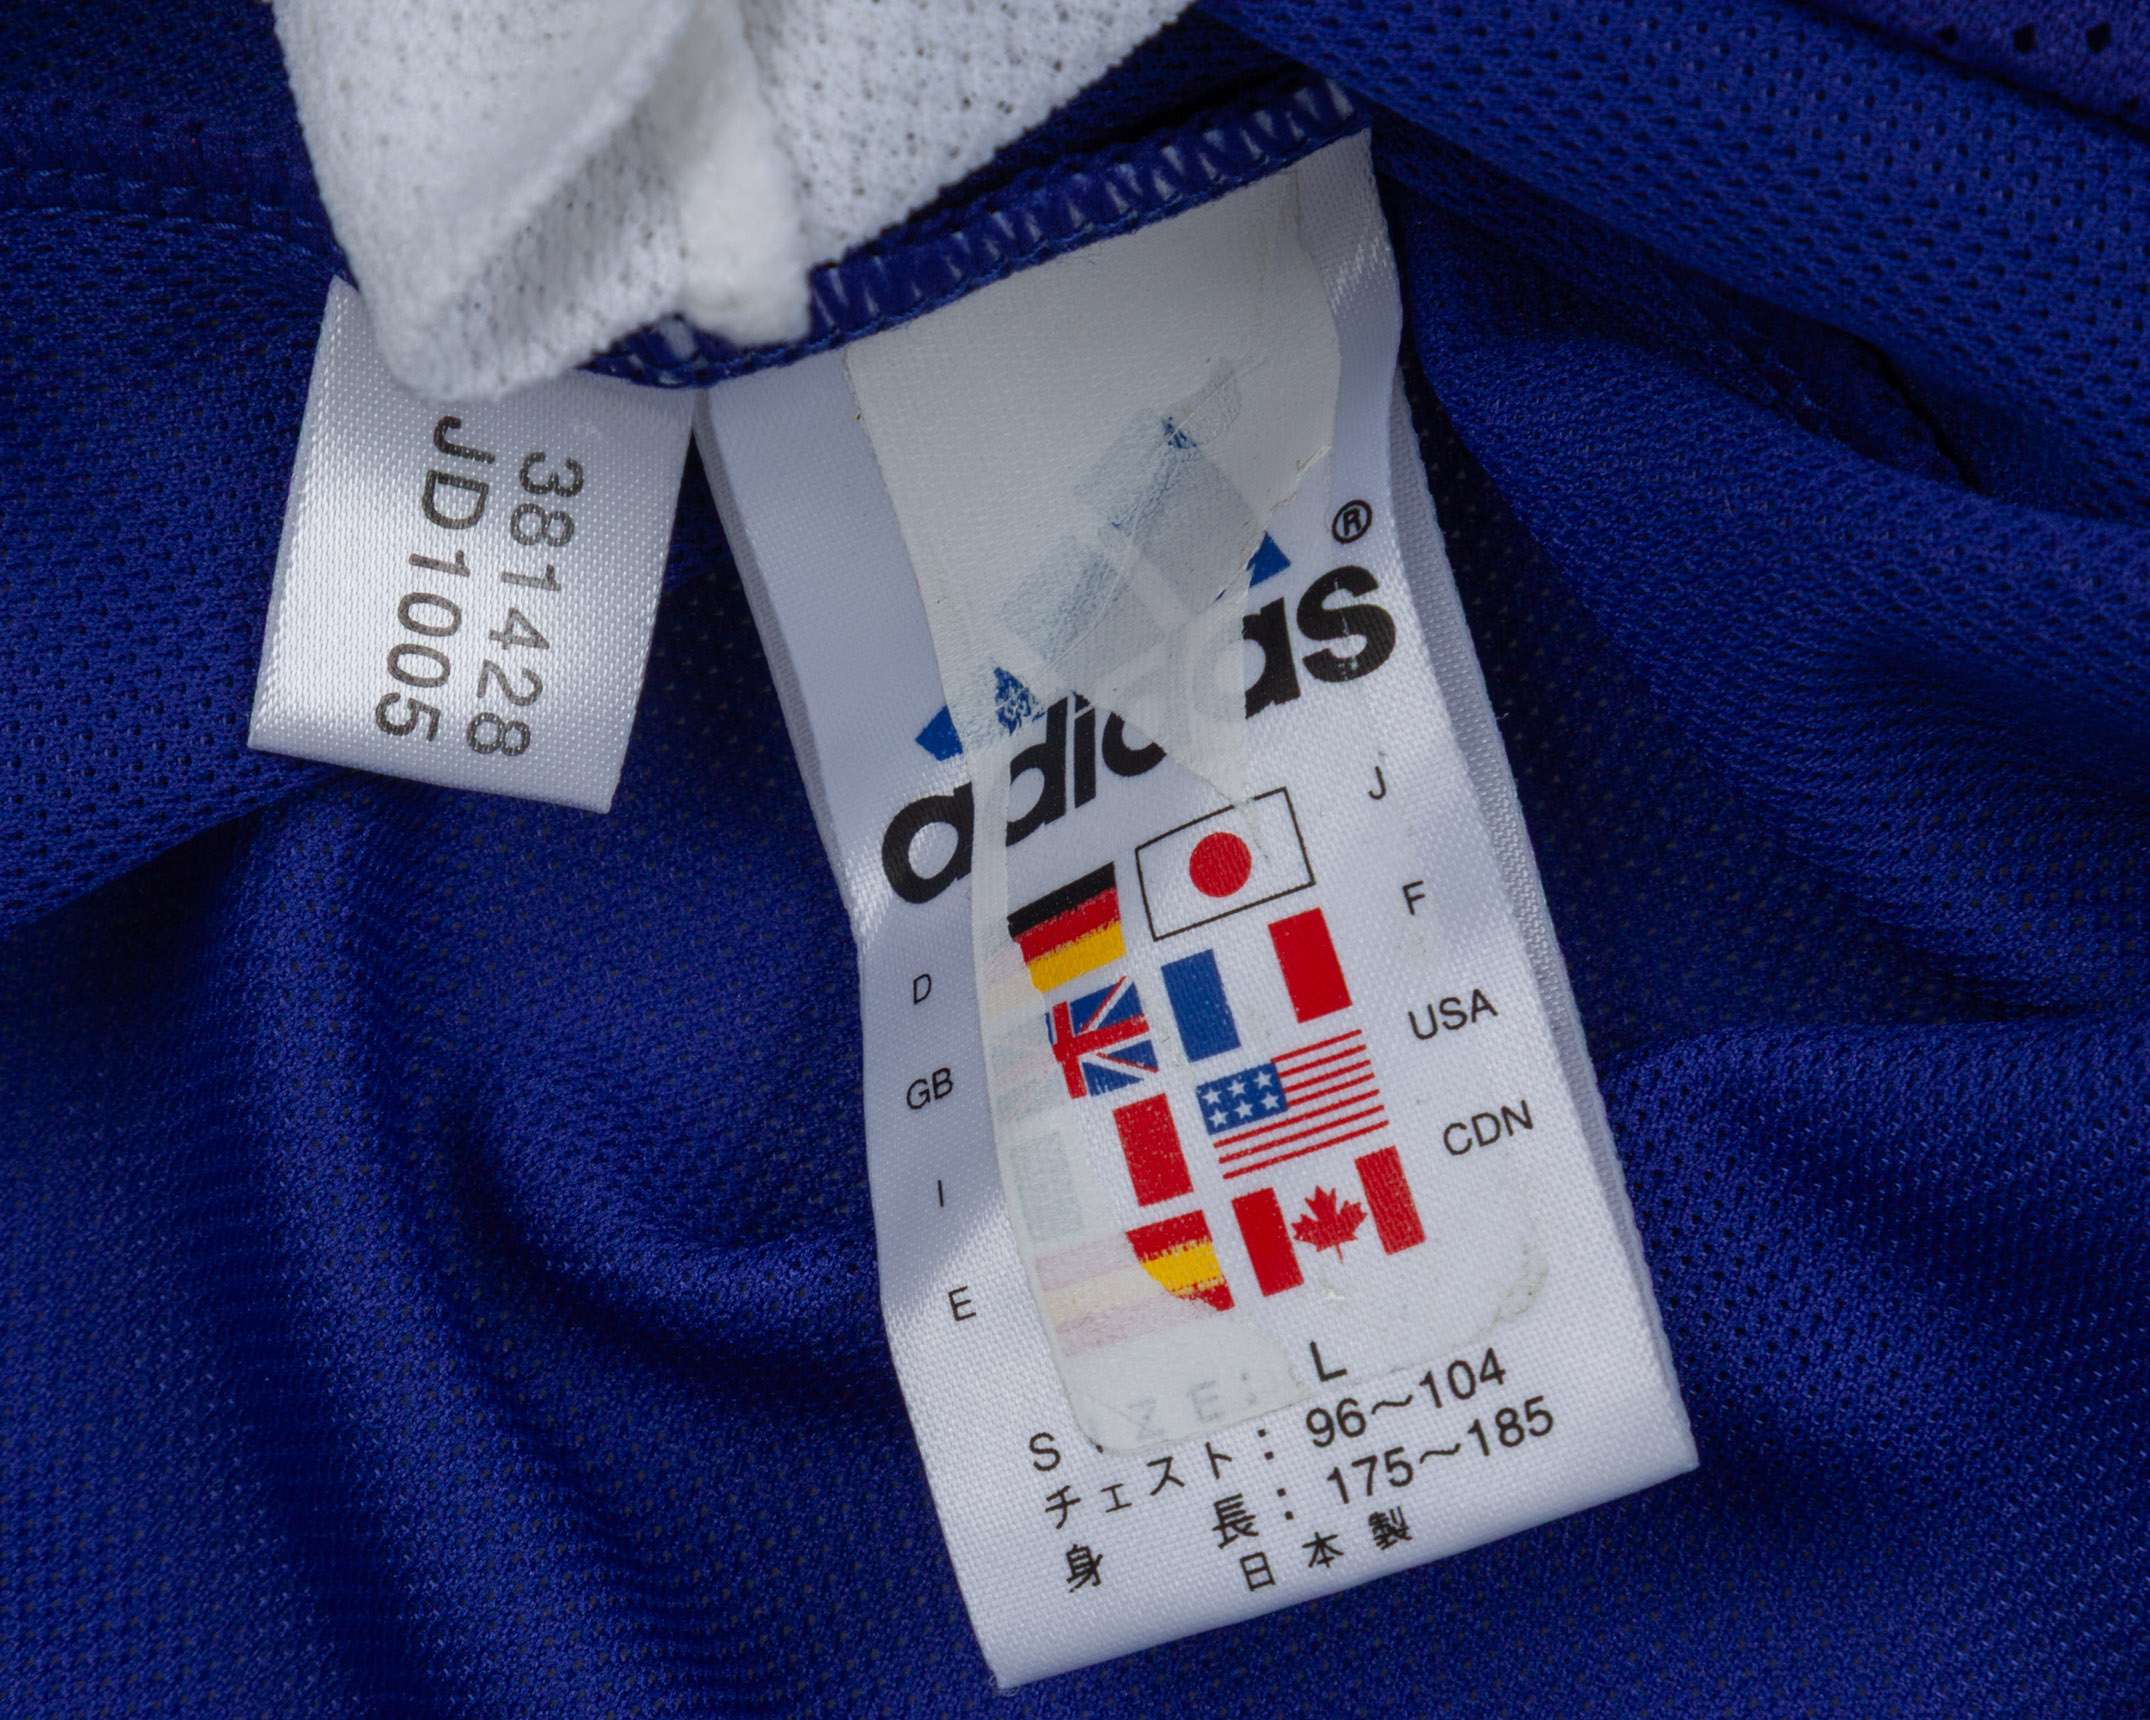 381428
JD1005
®
adidas
J
D
F
GB
USA
I
CDN
E
SIZE: L
チェスト: 96～104
身 長: 175～185
日本製